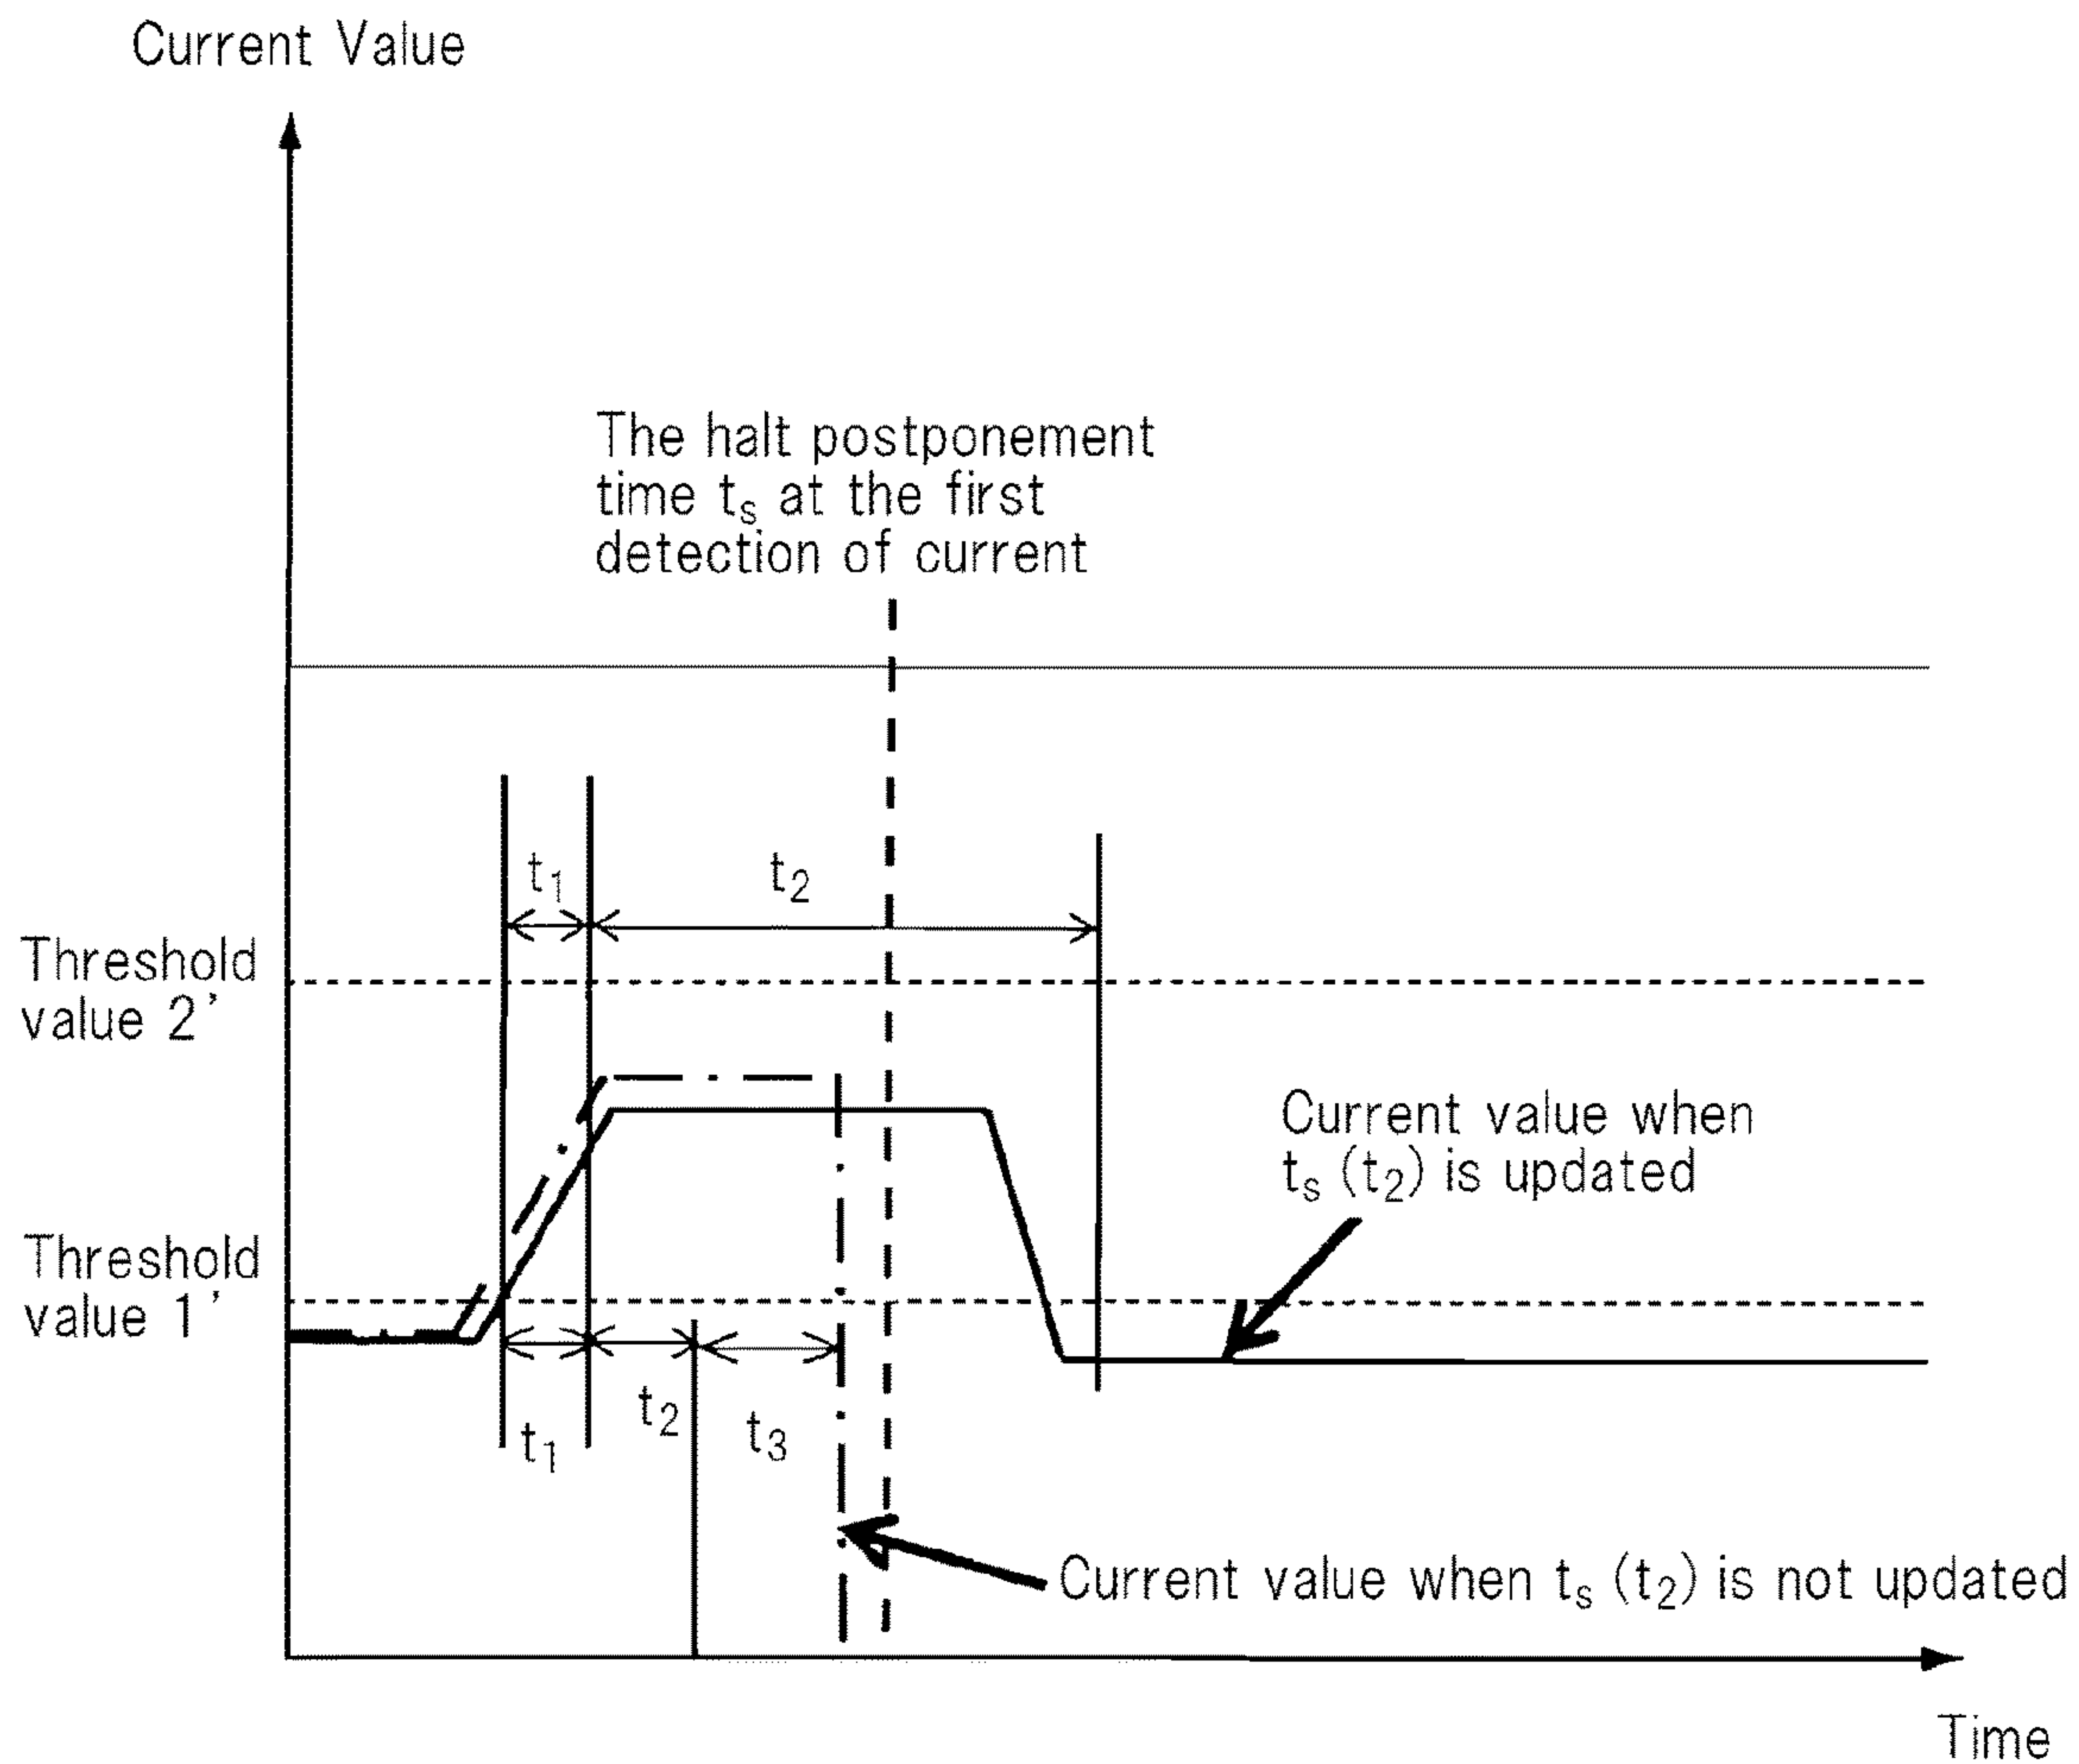 Current Value
The halt postponement
time ts at the first
detection of current
t1
t2
Threshold
value 2'
Current value when
ts (t2) is updated
Threshold
value 1'
t2
t3
t1
Current value when ts (t2) is not updated
Time